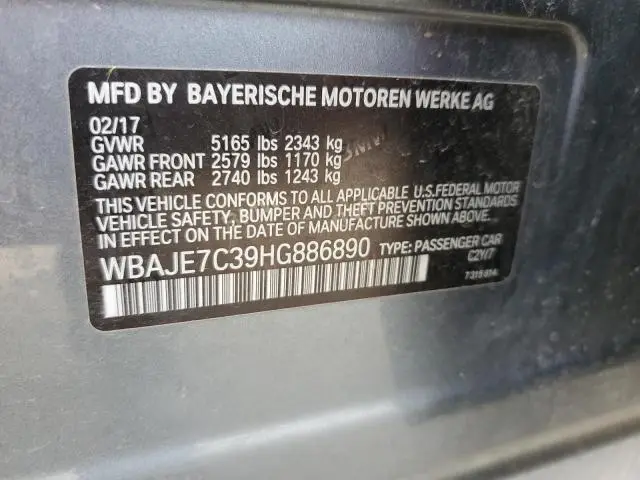 MFD BY BAYERISCHE MOTOREN WERKE AG
02/17
GVWR 5165 lbs 2343 kg
GAWR FRONT 2579 lbs 1170 kg
GAWR REAR 2740 lbs 1243 kg
THIS VEHICLE CONFORMS TO ALL APPLICABLE U.S.FEDERAL MOTOR
VEHICLE SAFETY, BUMPER AND THEFT PREVENTION STANDARDS
IN EFFECT ON THE DATE OF MANUFACTURE SHOWN ABOVE.
WBAJE7C39HG886890 TYPE: PASSENGER CAR
C2Y/7